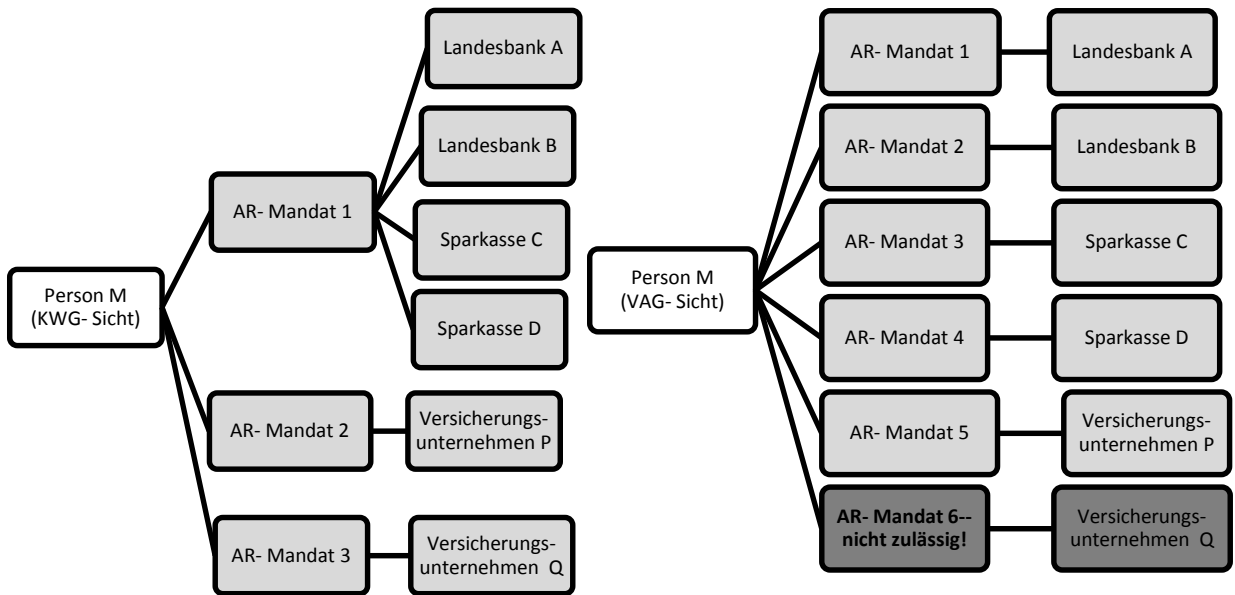 Person M
(KWG- Sicht)
AR- Mandat 1
Landesbank A
Landesbank B
Sparkasse C
Sparkasse D
AR- Mandat 2
Versicherungs-
unternehmen P
AR- Mandat 3
Versicherungs-
unternehmen Q
Person M
(VAG- Sicht)
AR- Mandat 1
Landesbank A
AR- Mandat 2
Landesbank B
AR- Mandat 3
Sparkasse C
AR- Mandat 4
Sparkasse D
AR- Mandat 5
Versicherungs-
unternehmen P
AR- Mandat 6--
nicht zulässig!
Versicherungs-
unternehmen Q